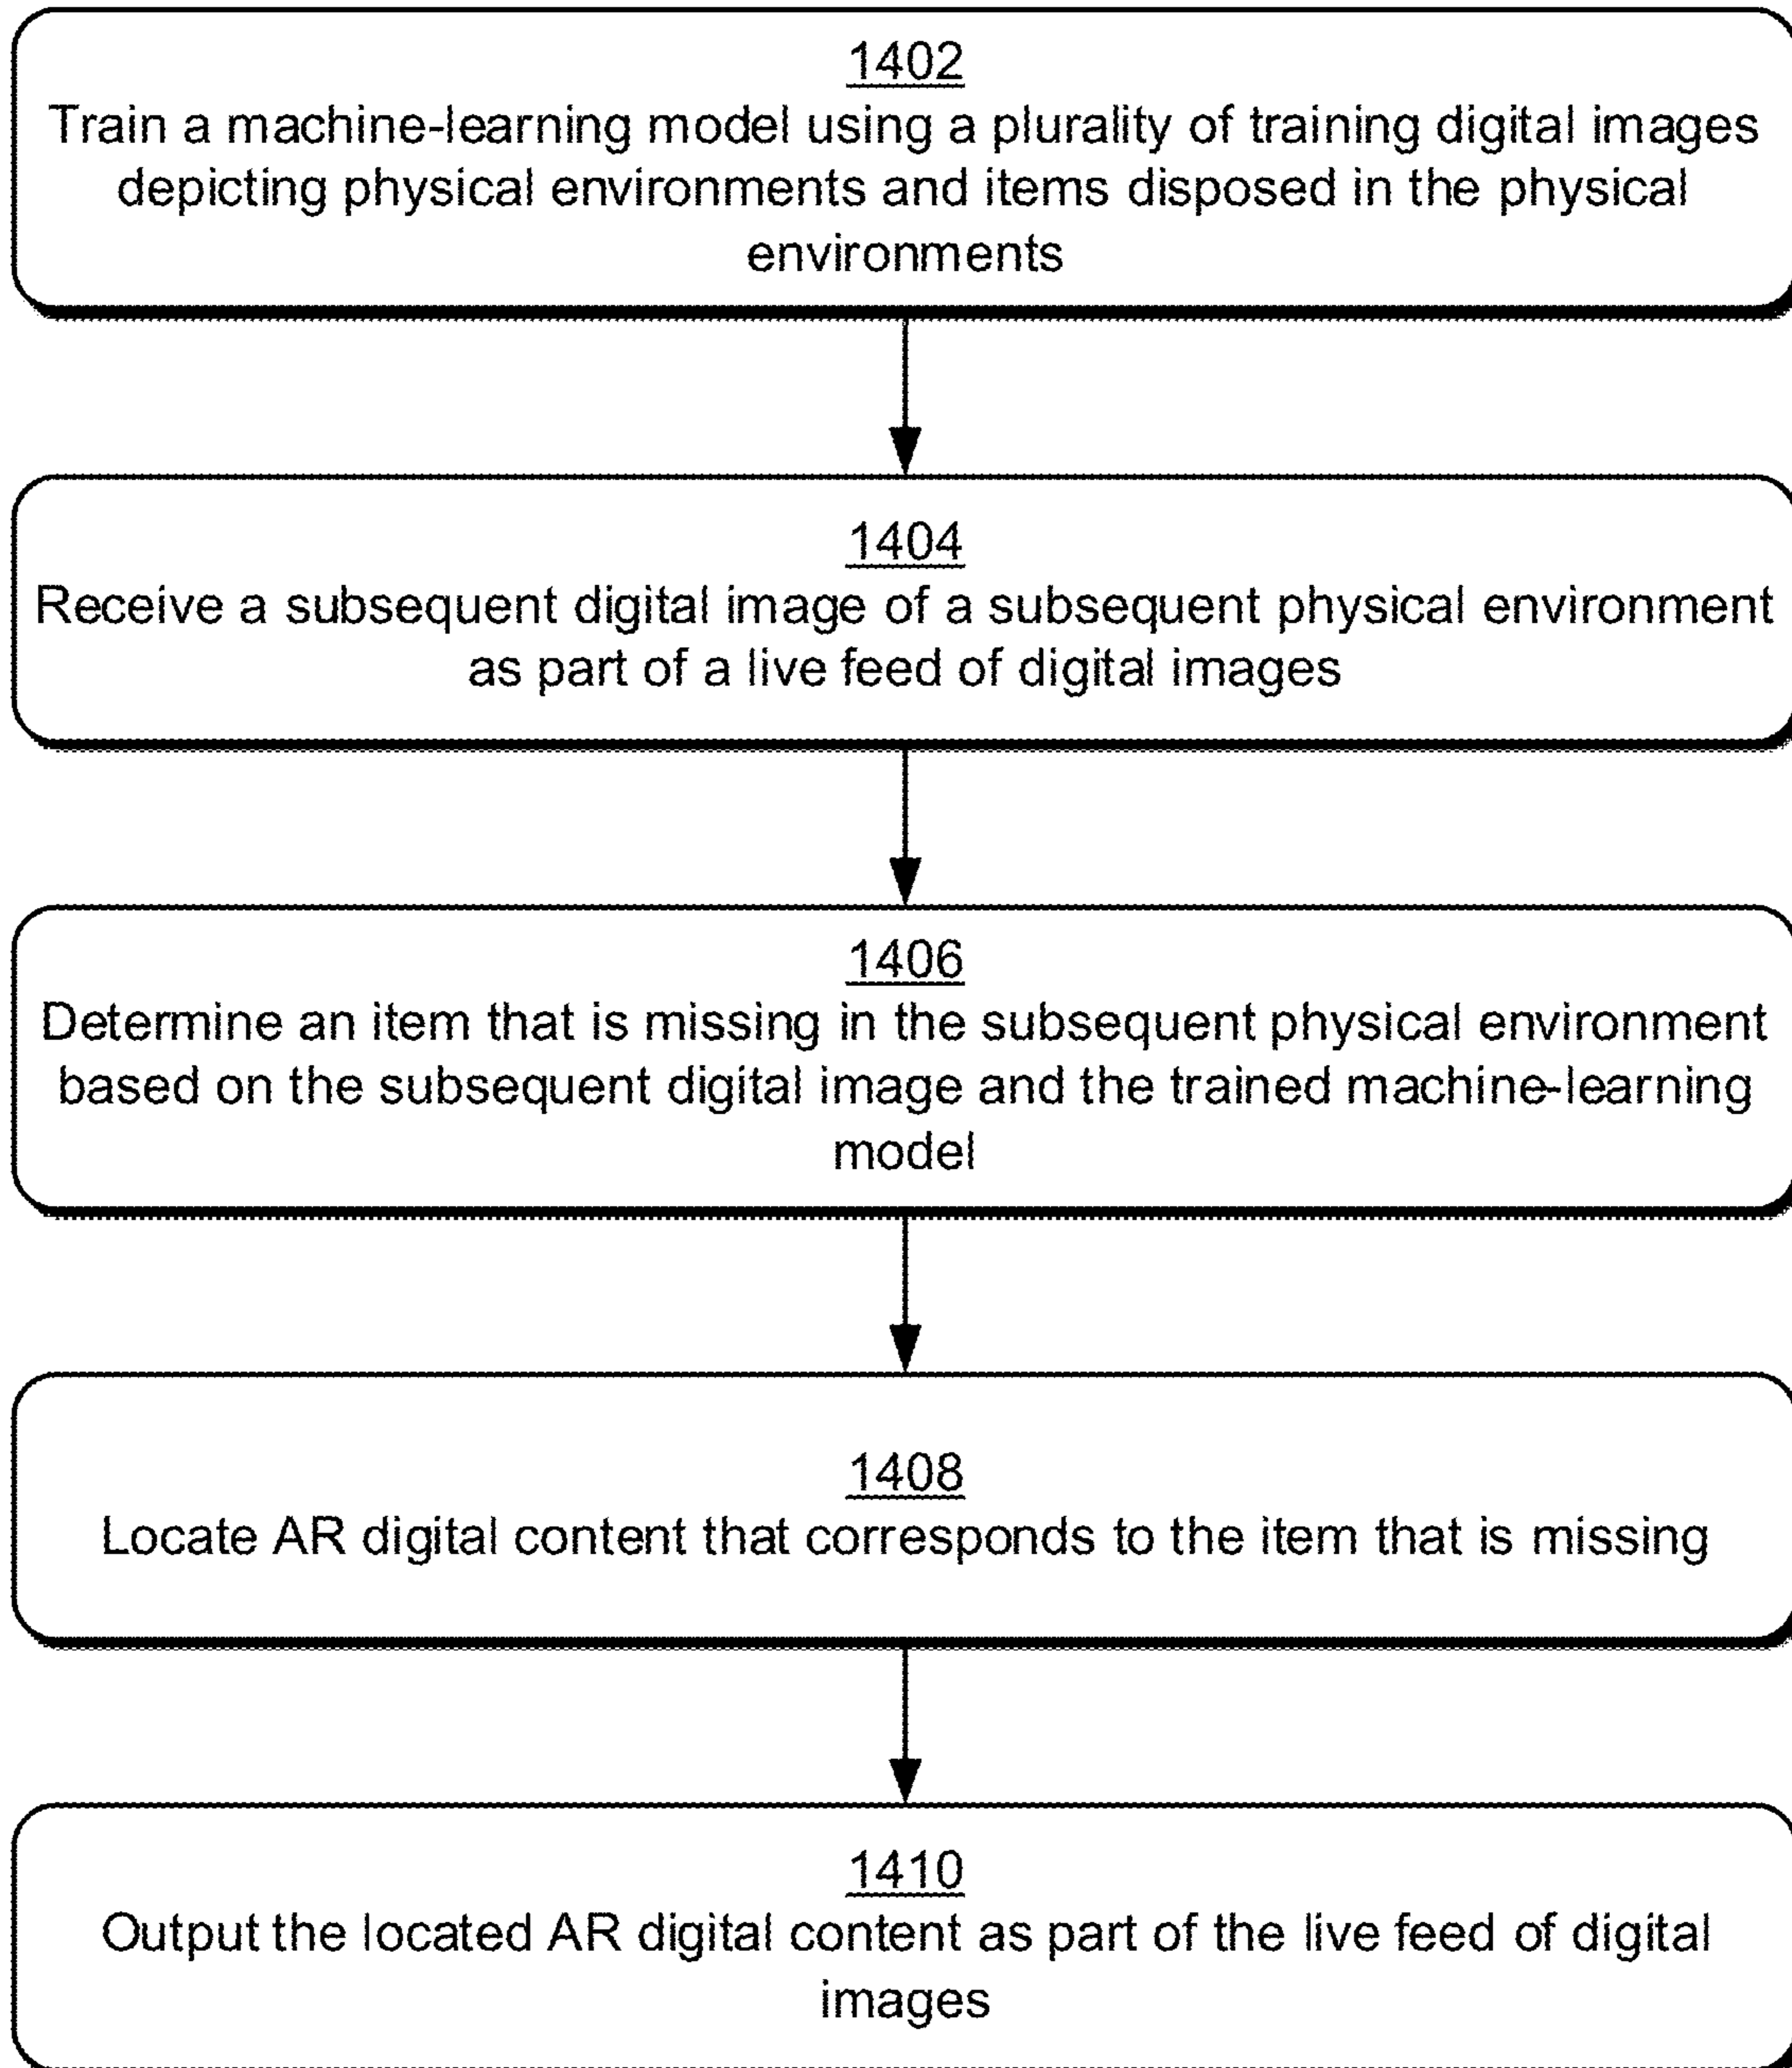 1402
Train a machine-learning model using a plurality of training digital images
depicting physical environments and items disposed in the physical
environments
1404
Receive a subsequent digital image of a subsequent physical environment
as part of a live feed of digital images
1406
Determine an item that is missing in the subsequent physical environment
based on the subsequent digital image and the trained machine-learning
model
1408
Locate AR digital content that corresponds to the item that is missing
1410
Output the located AR digital content as part of the live feed of digital
images